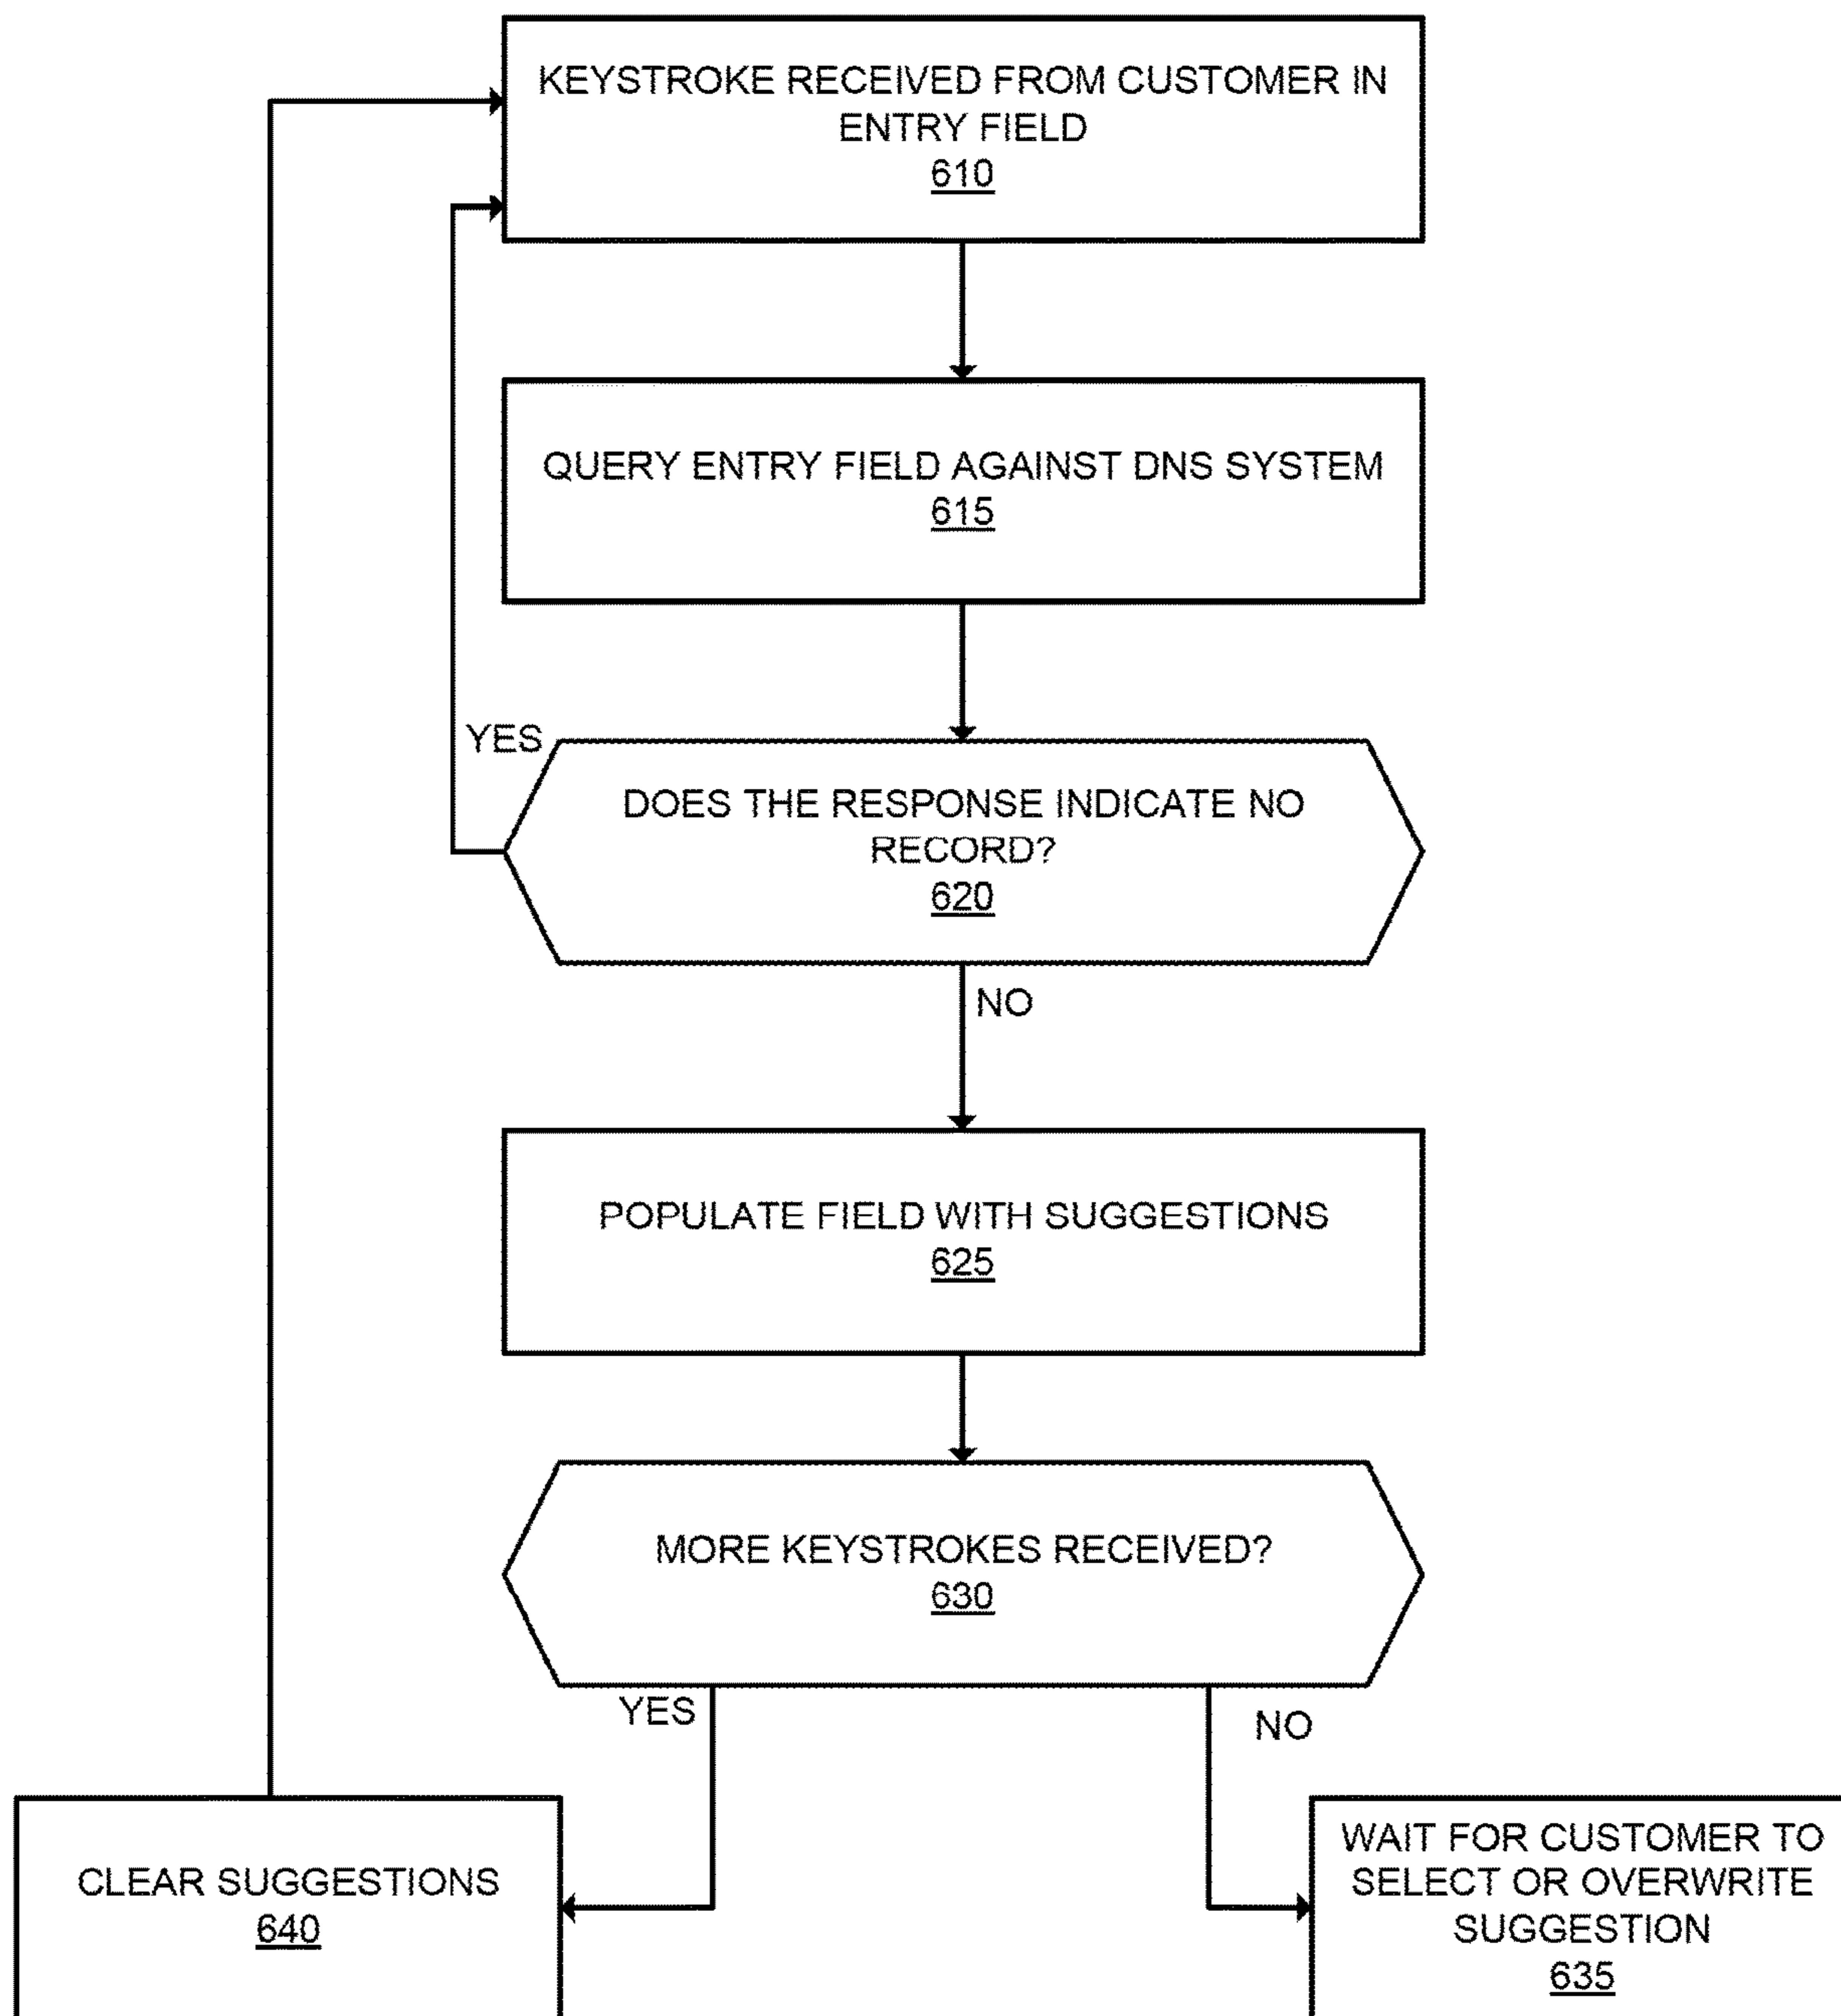 KEYSTROKE RECEIVED FROM CUSTOMER IN
ENTRY FIELD
610
QUERY ENTRY FIELD AGAINST DNS SYSTEM
615
YES
DOES THE RESPONSE INDICATE NO
RECORD?
620
NO
POPULATE FIELD WITH SUGGESTIONS
625
MORE KEYSTROKES RECEIVED?
630
YES
NO
CLEAR SUGGESTIONS
640
WAIT FOR CUSTOMER TO
SELECT OR OVERWRITE
SUGGESTION
635